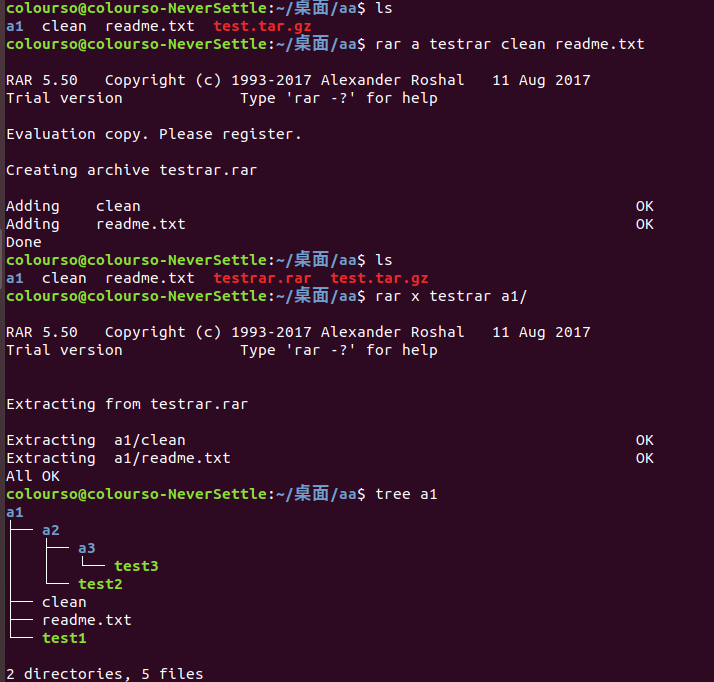 colourso@colourso-NeverSettle:~/桌面/aa$ ls
a1  clean  readme.txt  test.tar.gz
colourso@colourso-NeverSettle:~/桌面/aa$ rar a testrar clean readme.txt
RAR 5.50   Copyright (c) 1993-2017 Alexander Roshal   11 Aug 2017
Trial version             Type 'rar -?' for help
Evaluation copy. Please register.
Creating archive testrar.rar
Adding    clean                                                       OK
Adding    readme.txt                                                  OK
Done
colourso@colourso-NeverSettle:~/桌面/aa$ ls
a1  clean  readme.txt  testrar.rar  test.tar.gz
colourso@colourso-NeverSettle:~/桌面/aa$ rar x testrar a1/
RAR 5.50   Copyright (c) 1993-2017 Alexander Roshal   11 Aug 2017
Trial version             Type 'rar -?' for help
Extracting from testrar.rar
Extracting  a1/clean                                                  OK
Extracting  a1/readme.txt                                             OK
All OK
colourso@colourso-NeverSettle:~/桌面/aa$ tree a1
a1
├── a2
│   ├── a3
│   │   └── test3
│   └── test2
├── clean
├── readme.txt
└── test1
2 directories, 5 files